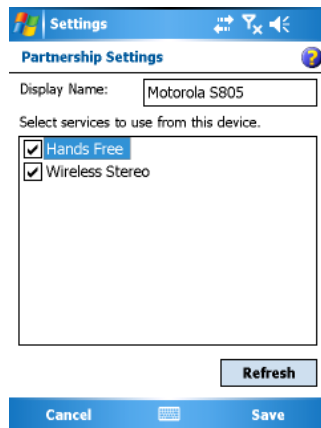 Settings
Partnership Settings
Display Name: Motorola S805
Select services to use from this device.
Hands Free
Wireless Stereo
Refresh
Cancel Save